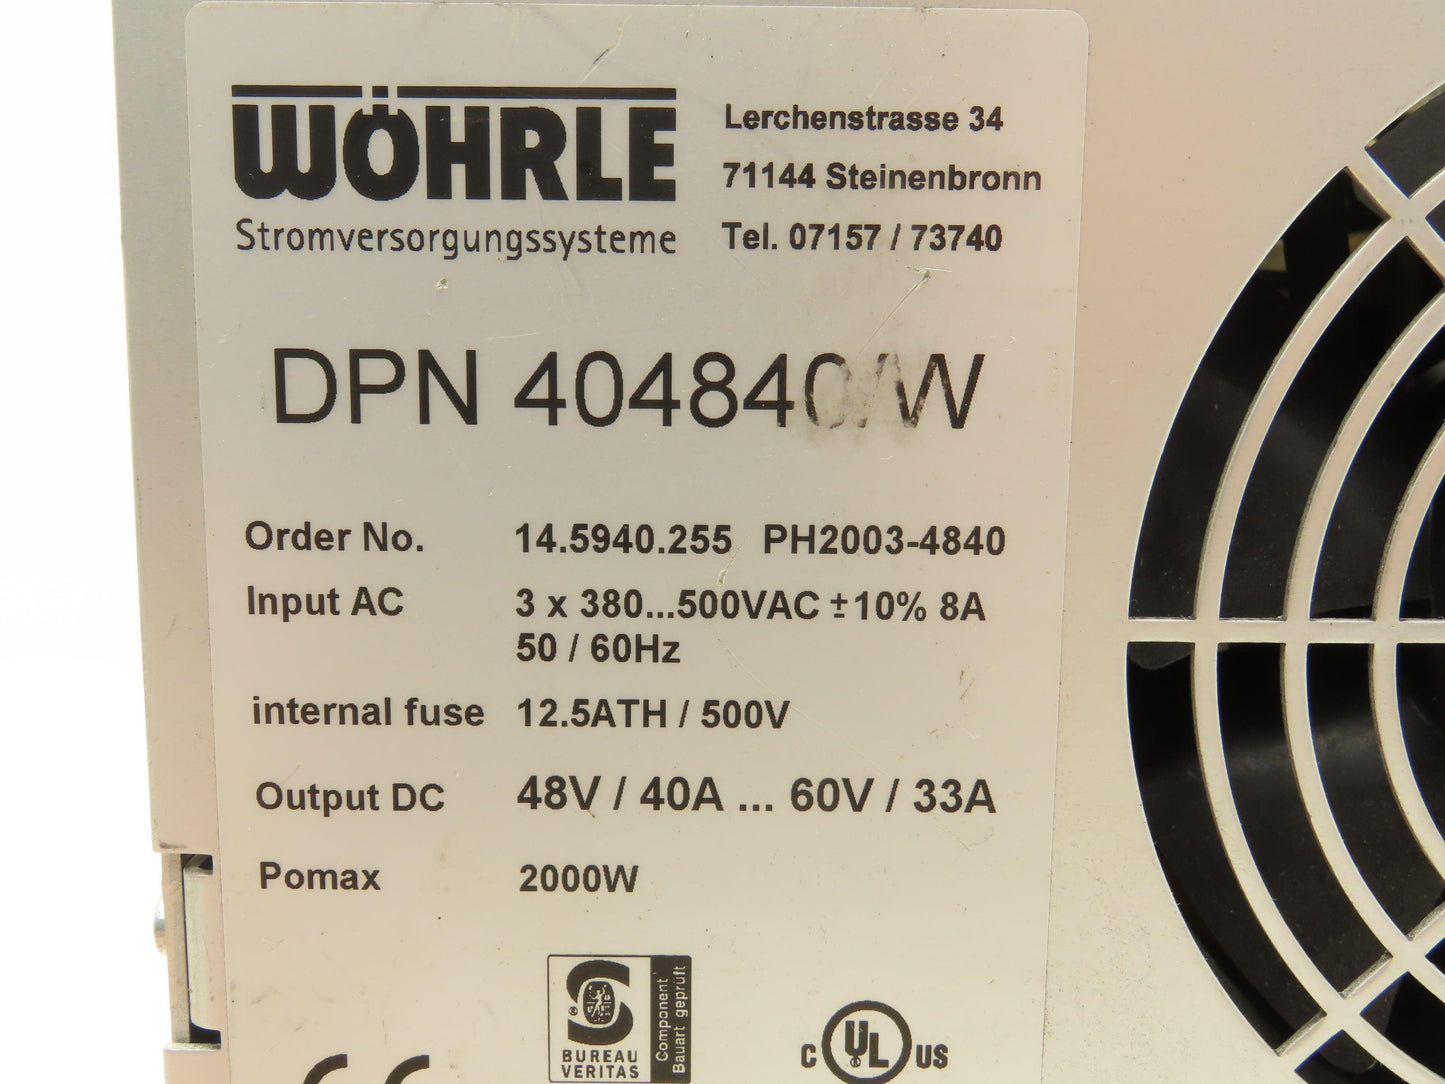 WÖHRLE
Stromversorgungssysteme
Lerchenstrasse 34
71144 Steinenbronn
Tel. 07157 / 73740
DPN 404840/W
Order No. 14.5940.255 PH2003-4840
Input AC 3 x 380...500VAC ±10% 8A
50 / 60Hz
internal fuse 12.5ATH / 500V
Output DC 48V / 40A ... 60V / 33A
Pomax 2000W
BUREAU
VERITAS
Component
Bauart geprüft
CE
C UL US